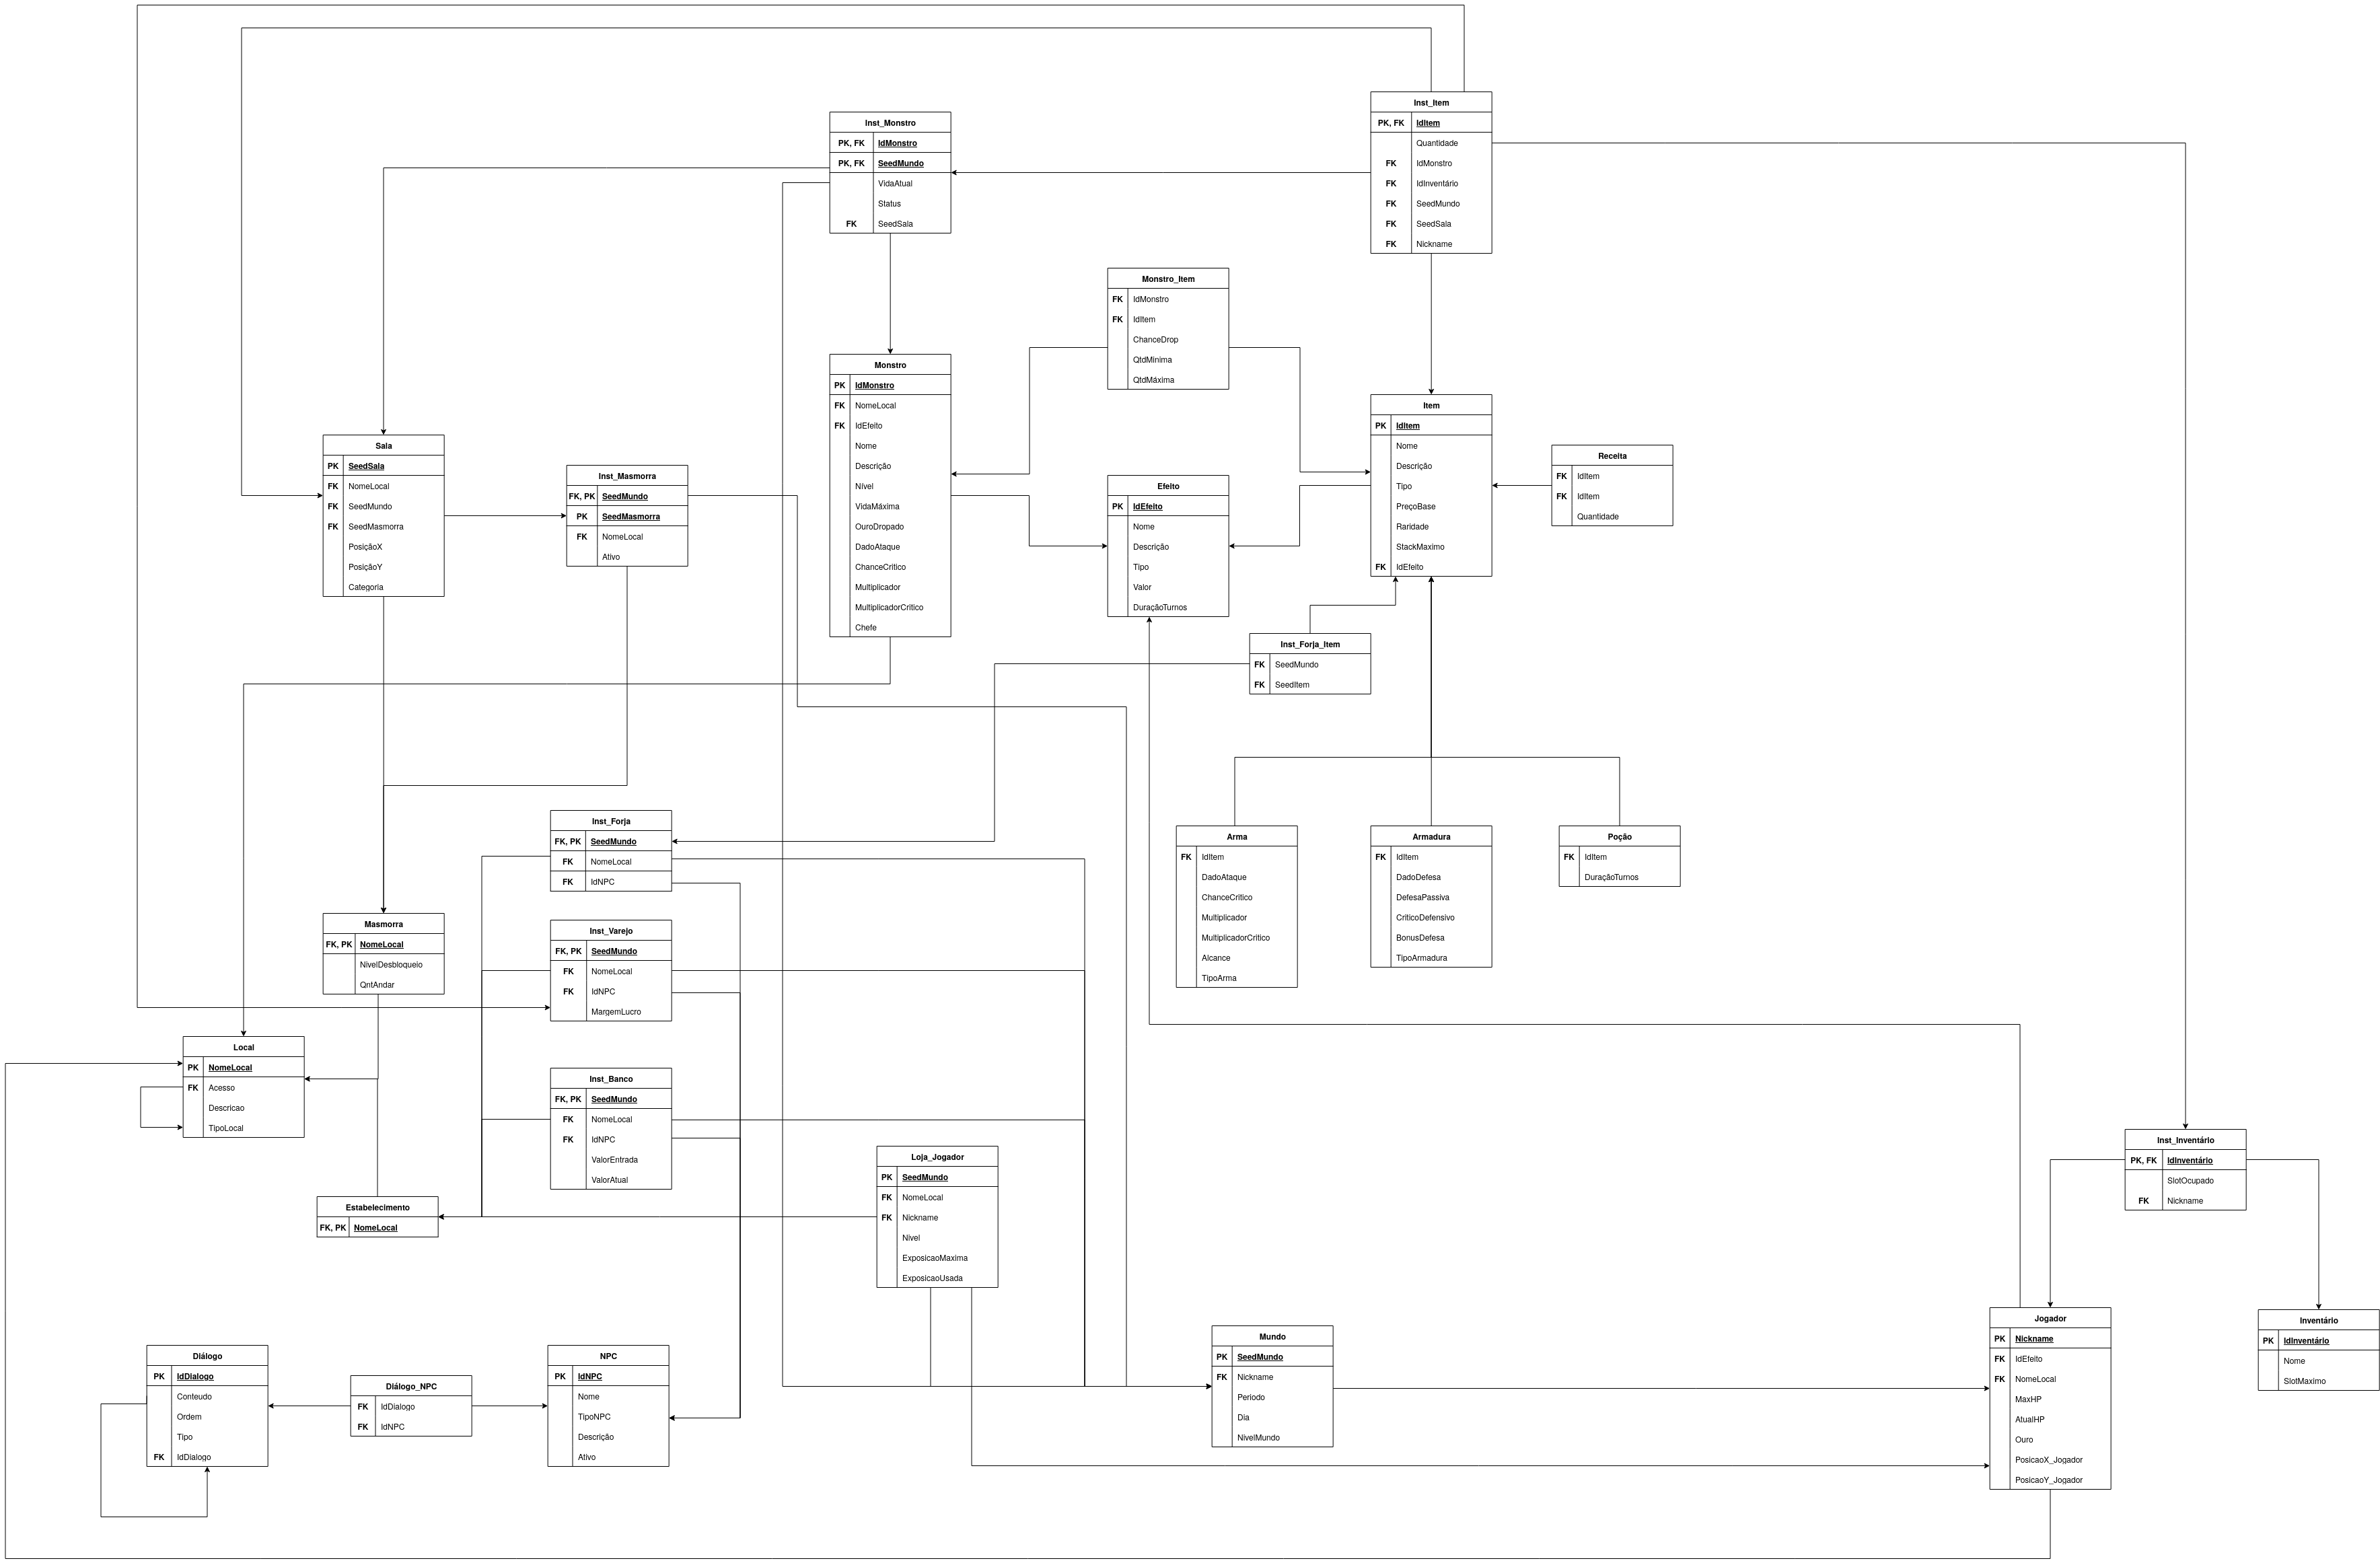 Inst_Item
PK, FK IdItem
Quantidade
FK IdMonstro
FK IdInventário
FK SeedMundo
FK SeedSala
FK Nickname
Inst_Monstro
PK, FK IdMonstro
PK, FK SeedMundo
VidaAtual
Status
FK SeedSala
Monstro_Item
FK IdMonstro
FK IdItem
ChanceDrop
QtdMinima
QtdMáxima
Monstro
PK IdMonstro
FK NomeLocal
FK IdEfeito
Nome
Descrição
Nível
VidaMáxima
OuroDropado
DadoAtaque
ChanceCritico
Multiplicador
MultiplicadorCritico
Chefe
Item
PK IdItem
Nome
Descrição
Tipo
PreçoBase
Raridade
StackMaximo
FK IdEfeito
Receita
FK IdItem
FK IdItem
Quantidade
Sala
PK SeedSala
FK NomeLocal
FK SeedMundo
FK SeedMasmorra
PosiçãoX
PosiçãoY
Categoria
Inst_Masmorra
FK, PK SeedMundo
PK SeedMasmorra
FK NomeLocal
Ativo
Efeito
PK IdEfeito
Nome
Descrição
Tipo
Valor
DuraçãoTurnos
Inst_Forja_Item
FK SeedMundo
FK SeedItem
Inst_Forja
FK, PK SeedMundo
FK NomeLocal
FK IdNPC
Arma
FK IdItem
DadoAtaque
ChanceCritico
Multiplicador
MultiplicadorCritico
Alcance
TipoArma
Armadura
FK IdItem
DadoDefesa
DefesaPassiva
CriticoDefensivo
BonusDefesa
TipoArmadura
Poção
FK IdItem
DuraçãoTurnos
Masmorra
FK, PK NomeLocal
NivelDesbloqueio
QntAndar
Inst_Varejo
FK, PK SeedMundo
FK NomeLocal
FK IdNPC
MargemLucro
Local
PK NomeLocal
FK Acesso
Descricao
TipoLocal
Inst_Banco
FK, PK SeedMundo
FK NomeLocal
FK IdNPC
ValorEntrada
ValorAtual
Loja_Jogador
PK SeedMundo
FK NomeLocal
FK Nickname
Nivel
ExposicaoMaxima
ExposicaoUsada
Inst_Inventário
PK, FK IdInventário
SlotOcupado
FK Nickname
Estabelecimento
FK, PK NomeLocal
Jogador
PK Nickname
FK IdEfeito
FK NomeLocal
MaxHP
AtualHP
Ouro
PosicaoX_Jogador
PosicaoY_Jogador
Inventário
PK IdInventário
Nome
SlotMaximo
Mundo
PK SeedMundo
FK Nickname
Periodo
Dia
NivelMundo
Diálogo
PK IdDialogo
Conteudo
Ordem
Tipo
FK IdDialogo
Diálogo_NPC
FK IdDialogo
FK IdNPC
NPC
PK IdNPC
Nome
TipoNPC
Descrição
Ativo